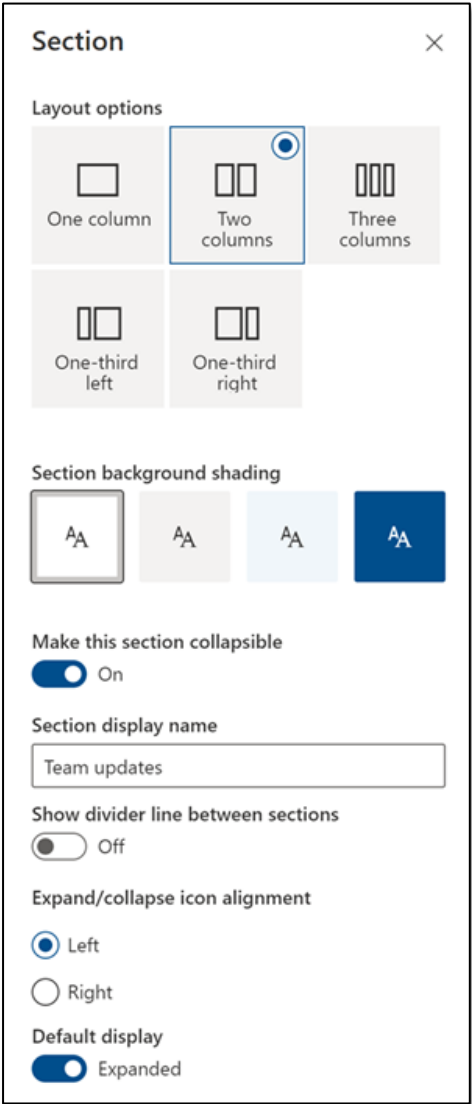 Section
Layout options
One column
Two
columns
Three
columns
One-third
left
One-third
right
Section background shading
AA
AA
AA
AA
Make this section collapsible
On
Section display name
Team updates
Show divider line between sections
Off
Expand/collapse icon alignment
Left
Right
Default display
Expanded